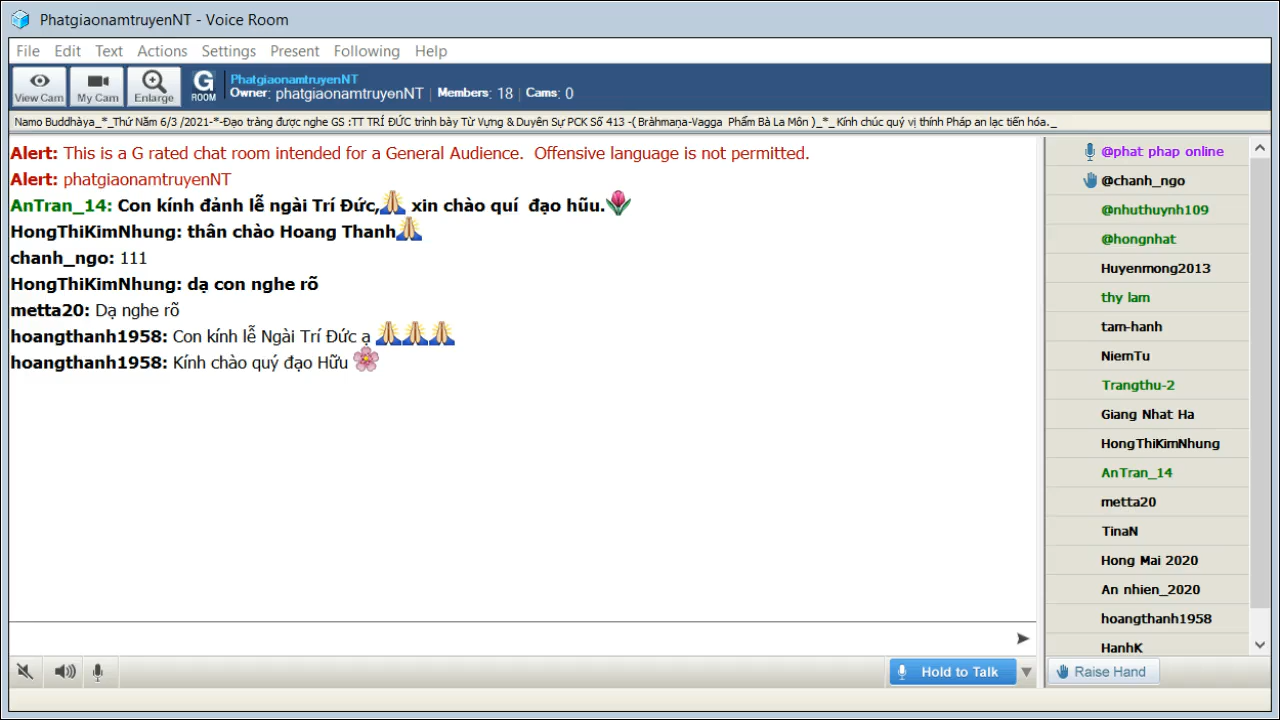 PhatgiaonamtruyenNT - Voice Room
File Edit Text Actions Settings Present Following Help
View Cam My Cam Enlarge G ROOM
PhatgiaonamtruyenNT
Owner: phatgiaonamtruyenNT | Members: 18 | Cams: 0
Namo Buddhàya_*_Thứ Năm 6/3 /2021-*-Đạo tràng được nghe GS :TT TRÍ ĐỨC trình bày Từ Vựng & Duyên Sự PCK Số 413 -( Bràhmaṇa-Vagga Phẩm Bà La Môn )_*_ Kính chúc quý vị thính Pháp an lạc tiến hóa._
Alert: This is a G rated chat room intended for a General Audience. Offensive language is not permitted.
Alert: phatgiaonamtruyenNT
AnTran_14: Con kính đảnh lễ ngài Trí Đức,🙏 xin chào quí đạo hũu.🌷
HongThiKimNhung: thân chào Hoang Thanh🙏
chanh_ngo: 111
HongThiKimNhung: dạ con nghe rõ
metta20: Dạ nghe rõ
hoangthanh1958: Con kính lễ Ngài Trí Đức ạ 🙏🙏🙏
hoangthanh1958: Kính chào quý đạo Hữu 🌸
@phat phap online
@chanh_ngo
@nhuthuynh109
@hongnhat
Huyenmong2013
thy lam
tam-hanh
NiemTu
Trangthu-2
Giang Nhat Ha
HongThiKimNhung
AnTran_14
metta20
TinaN
Hong Mai 2020
An nhien_2020
hoangthanh1958
HanhK
Hold to Talk
Raise Hand